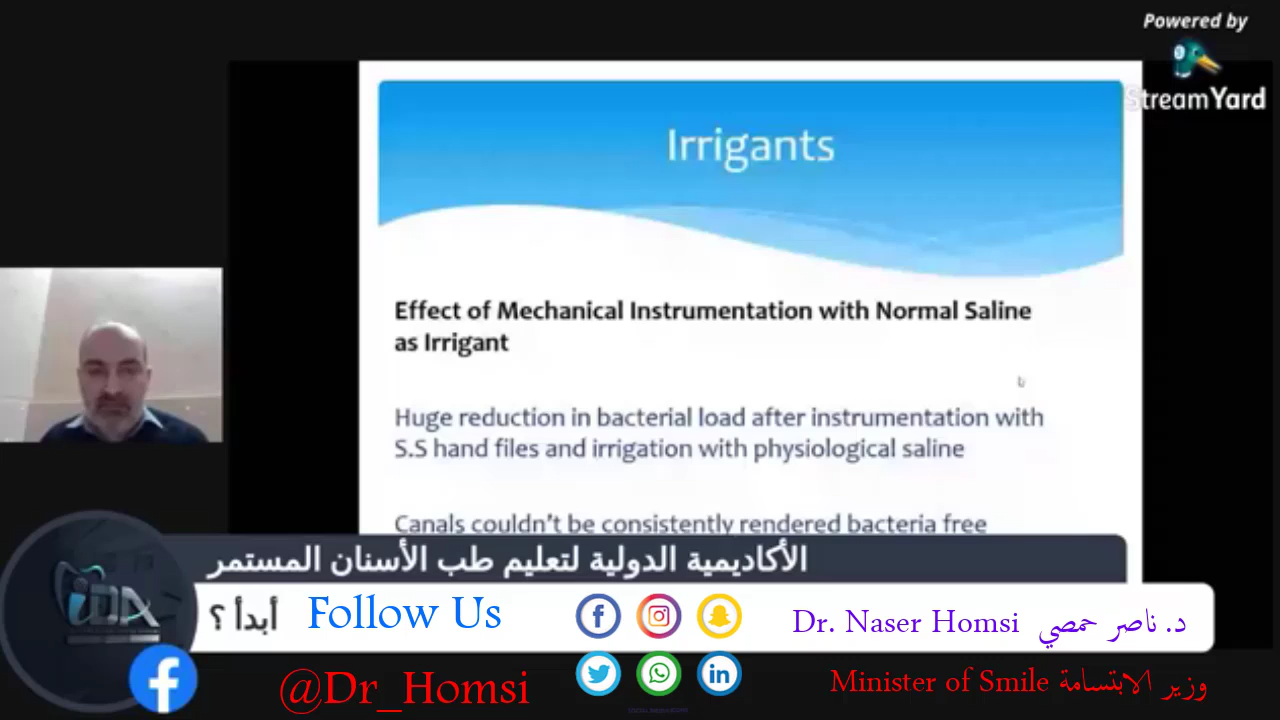 Powered by
StreamYard
Irrigants
Effect of Mechanical Instrumentation with Normal Saline
as Irrigant
Huge reduction in bacterial load after instrumentation with
S.S hand files and irrigation with physiological saline
Canals couldn't be consistently rendered bacteria free
الأكاديمية الدولية لتعليم طب الأسنان المستمر
iDA
أبدأ ؟
Follow Us
Dr. Naser Homsi د. ناصر حمصي
@Dr_Homsi
Minister of Smile وزير الابتسامة